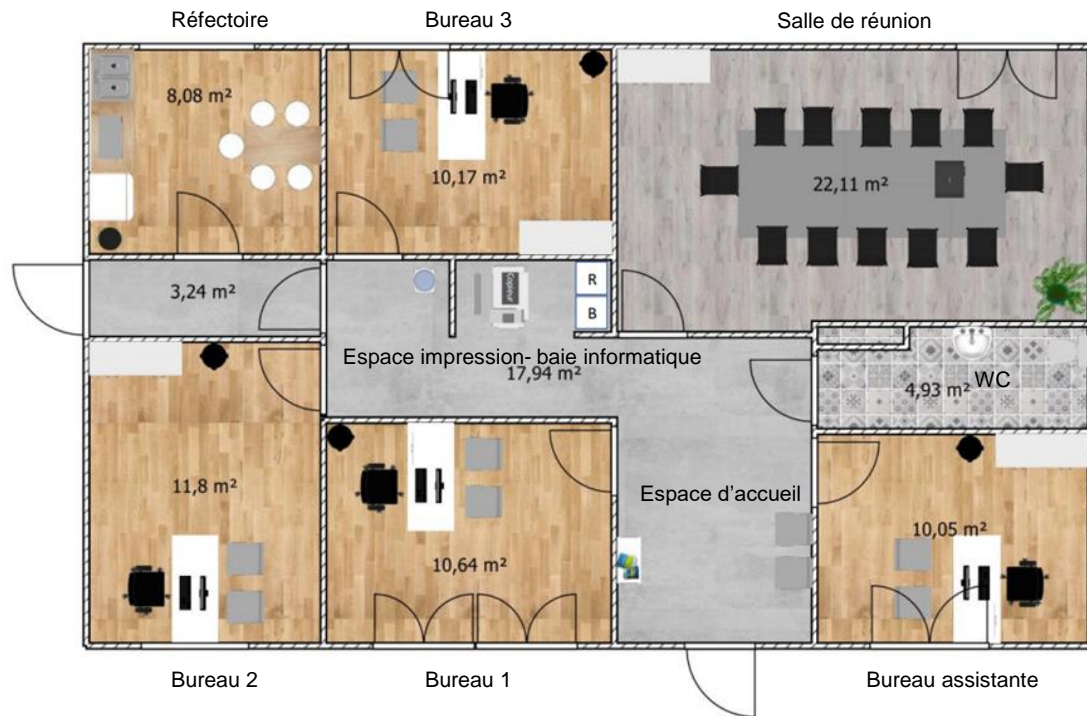 Réfectoire
Bureau 3
Salle de réunion
8,08 m²
10,17 m²
22,11 m²
3,24 m²
Copieur
R
B
Espace impression- baie informatique
17,94 m²
WC
4,93 m²
11,8 m²
Espace d’accueil
10,64 m²
10,05 m²
Bureau 2
Bureau 1
Bureau assistante